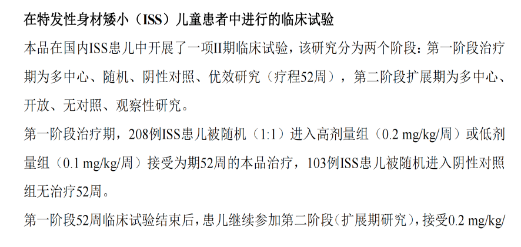 在特发性身材矮小（ISS）儿童患者中进行的临床试验
本品在国内ISS患儿中开展了一项II期临床试验，该研究分为两个阶段：第一阶段治疗
期为多中心、随机、阴性对照、优效研究（疗程52周），第二阶段扩展期为多中心、
开放、无对照、观察性研究。
第一阶段治疗期，208例ISS患儿被随机（1:1）进入高剂量组（0.2 mg/kg/周）或低剂
量组（0.1 mg/kg/周）接受为期52周的本品治疗，103例ISS患儿被随机进入阴性对照
组无治疗52周。
第一阶段52周临床试验结束后，患儿继续参加第二阶段（扩展期研究），接受0.2 mg/kg/